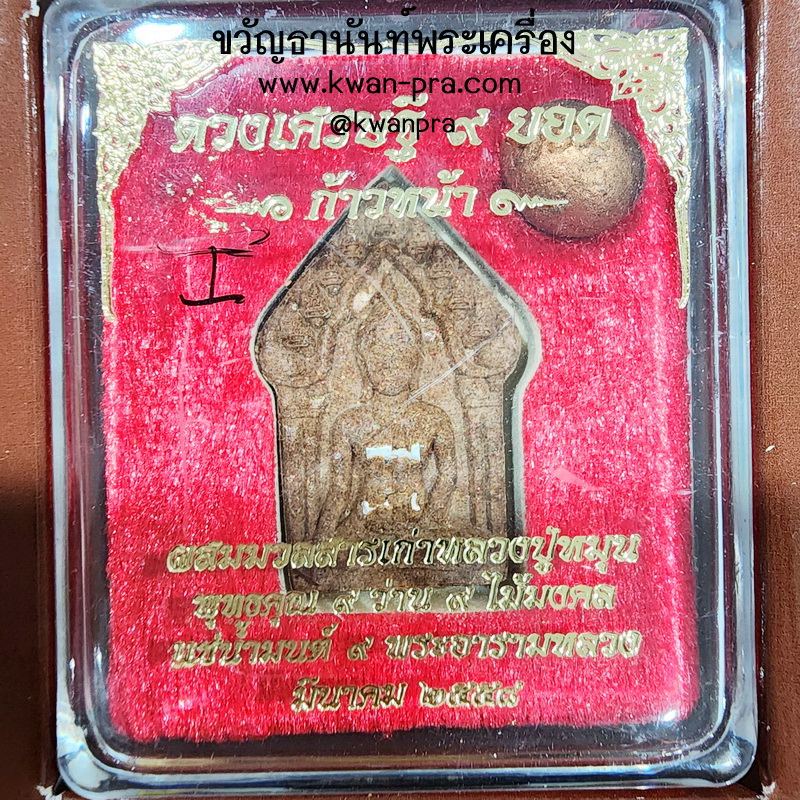 ขวัญธานันท์พระเครื่อง
www.kwan-pra.com
@kwanpra
ดวงเศรษฐี ๙ ยอด
ก้าวหน้า
I
ผสมมวลสารเก่าหลวงปู่หมุน
พุทธคุณ ๙ ว่าน ๙ ไม้มงคล
แช่น้ำมนต์ ๙ พระอารามหลวง
มีนาคม ๒๕๕๘